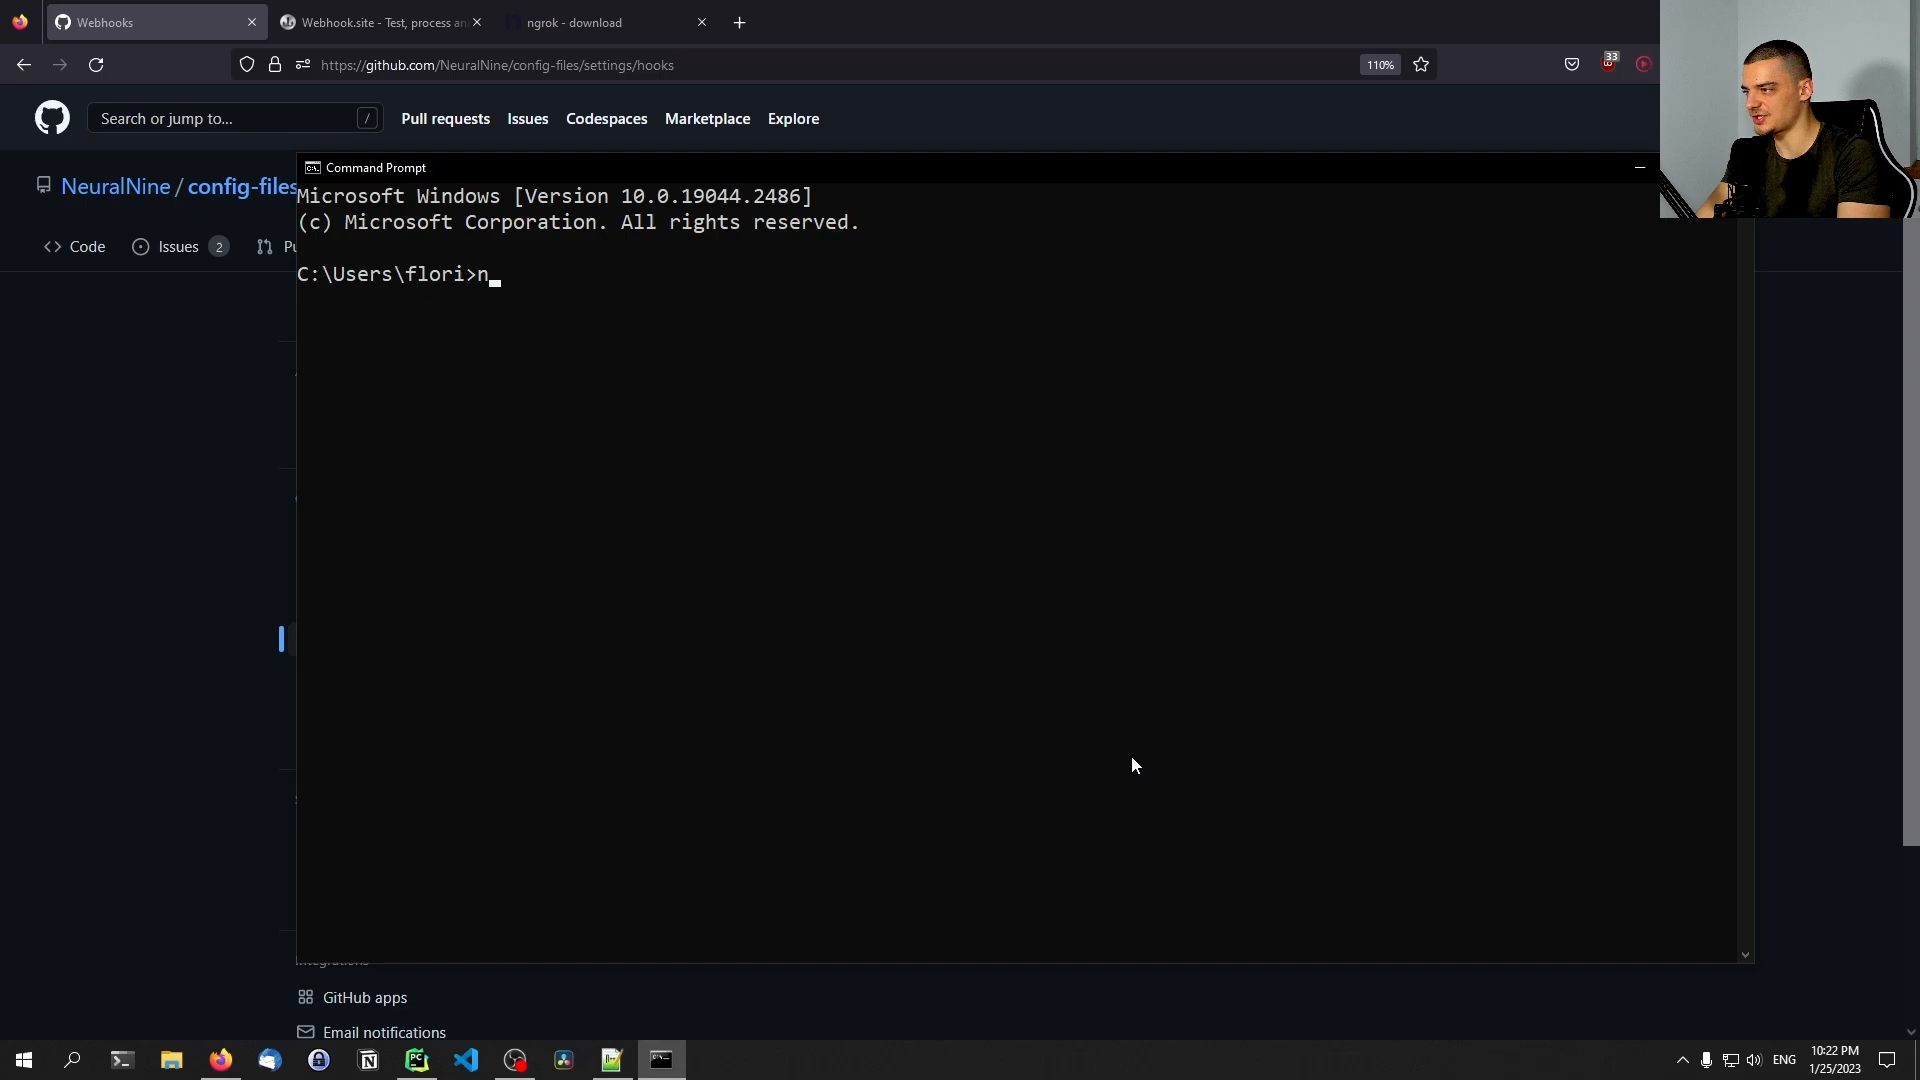 Webhooks
Webhook.site - Test, process an
ngrok - download
https://github.com/NeuralNine/config-files/settings/hooks
110%
33
Search or jump to...
/
Pull requests
Issues
Codespaces
Marketplace
Explore
NeuralNine / config-files
Code
Issues 2
Pu
Command Prompt
Microsoft Windows [Version 10.0.19044.2486]
(c) Microsoft Corporation. All rights reserved.
C:\Users\flori>n_
GitHub apps
Email notifications
ENG
10:22 PM
1/25/2023